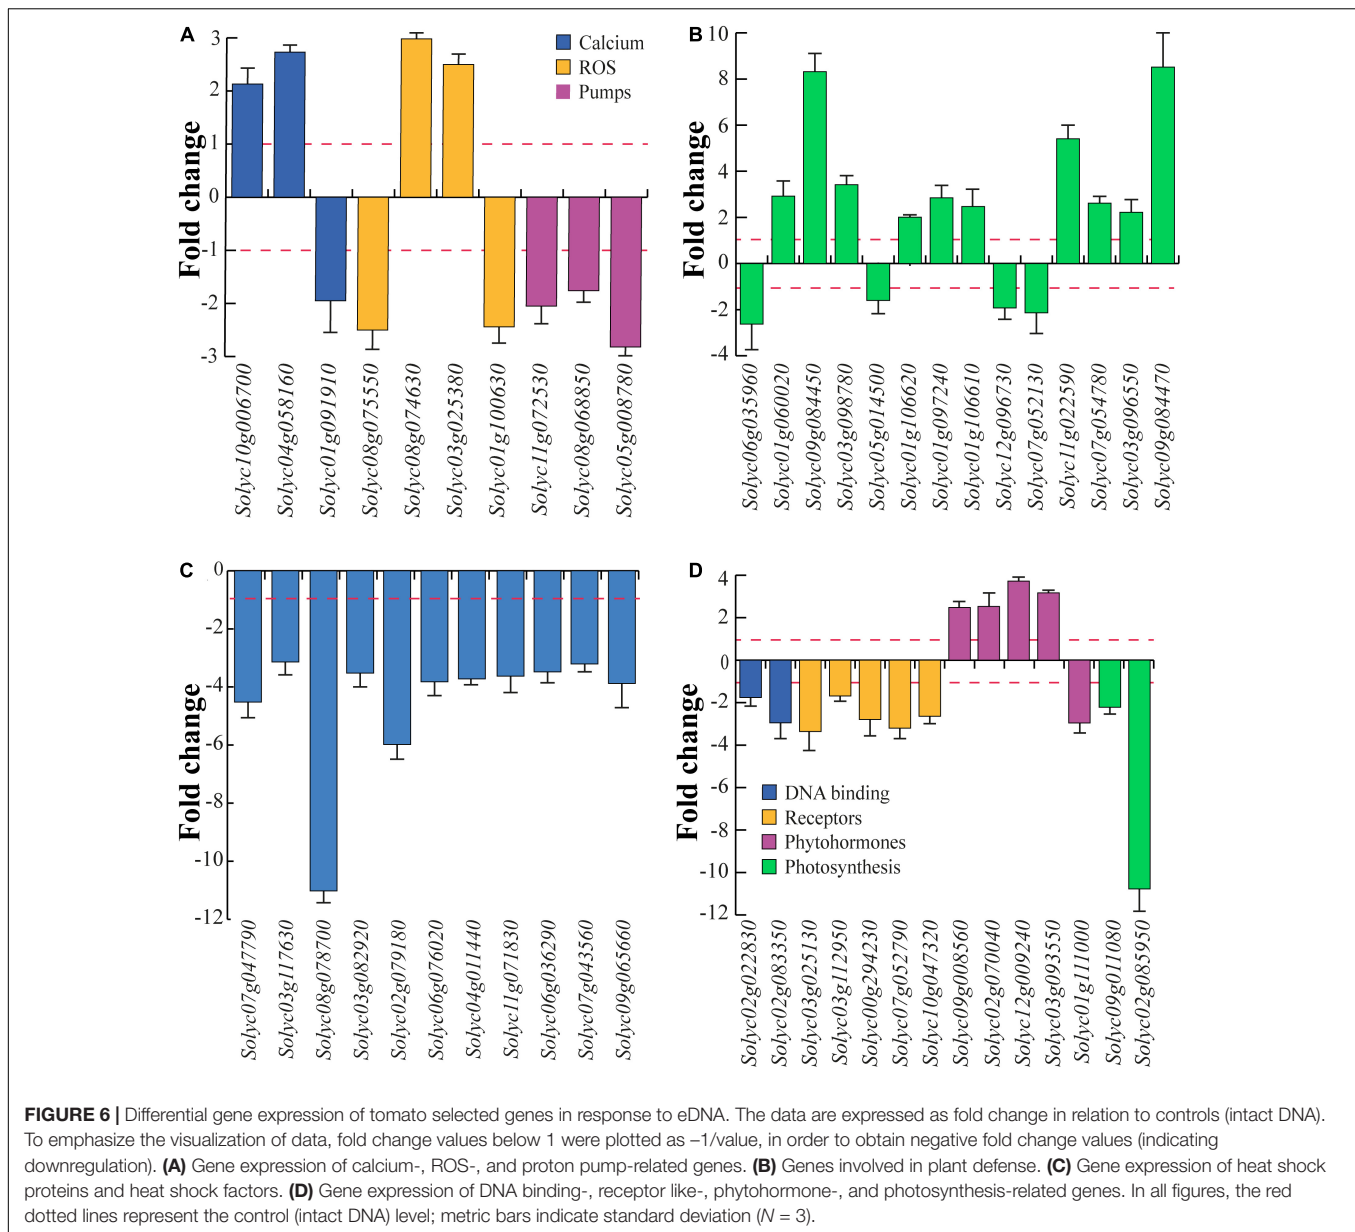 A
Fold change
3
2
1
0
-1
-2
-3
Calcium
ROS
Pumps
Solyc10g006700
Solyc04g058160
Solyc01g091910
Solyc08g075550
Solyc08g074630
Solyc03g025380
Solyc01g100630
Solyc11g072530
Solyc08g068850
Solyc05g008780
B
Fold change
10
8
6
4
2
0
-2
-4
Solyc06g035960
Solyc01g060020
Solyc09g084450
Solyc03g098780
Solyc05g014500
Solyc01g106620
Solyc01g097240
Solyc01g106610
Solyc12g096730
Solyc07g052130
Solyc11g022590
Solyc07g054780
Solyc03g096550
Solyc09g084470
C
Fold change
0
-2
-4
-6
-8
-10
-12
Solyc07g047790
Solyc03g117630
Solyc08g078700
Solyc03g082920
Solyc02g079180
Solyc06g076020
Solyc04g011440
Solyc11g071830
Solyc06g036290
Solyc07g043560
Solyc09g065660
D
Fold change
4
2
0
-2
-4
-6
-8
-10
-12
DNA binding
Receptors
Phytohormones
Photosynthesis
Solyc02g022830
Solyc02g083350
Solyc03g025130
Solyc03g112950
Solyc00g294230
Solyc07g052790
Solyc10g047320
Solyc09g008560
Solyc02g070040
Solyc12g009240
Solyc03g093550
Solyc01g111000
Solyc09g011080
Solyc02g085950
FIGURE 6 | Differential gene expression of tomato selected genes in response to eDNA. The data are expressed as fold change in relation to controls (intact DNA).
To emphasize the visualization of data, fold change values below 1 were plotted as –1/value, in order to obtain negative fold change values (indicating
downregulation). (A) Gene expression of calcium-, ROS-, and proton pump-related genes. (B) Genes involved in plant defense. (C) Gene expression of heat shock
proteins and heat shock factors. (D) Gene expression of DNA binding-, receptor like-, phytohormone-, and photosynthesis-related genes. In all figures, the red
dotted lines represent the control (intact DNA) level; metric bars indicate standard deviation (N = 3).